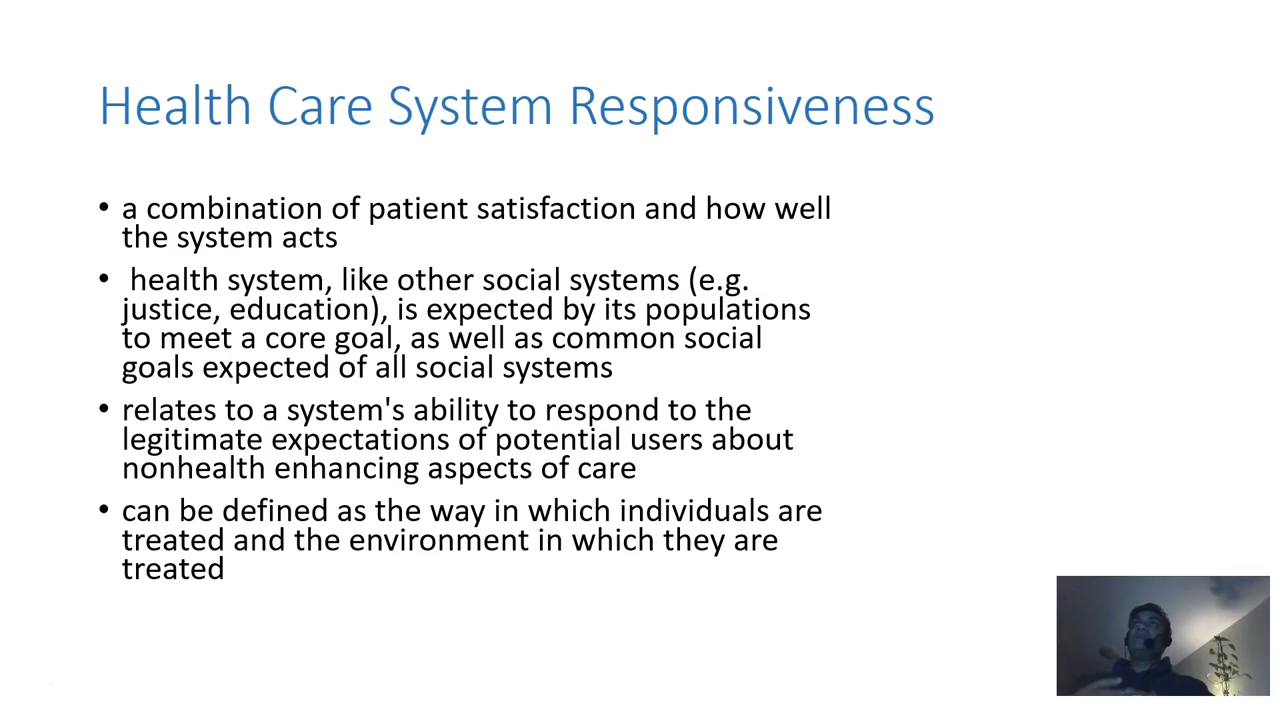 Health Care System Responsiveness
• a combination of patient satisfaction and how well
the system acts
• health system, like other social systems (e.g.
justice, education), is expected by its populations
to meet a core goal, as well as common social
goals expected of all social systems
• relates to a system's ability to respond to the
legitimate expectations of potential users about
nonhealth enhancing aspects of care
• can be defined as the way in which individuals are
treated and the environment in which they are
treated